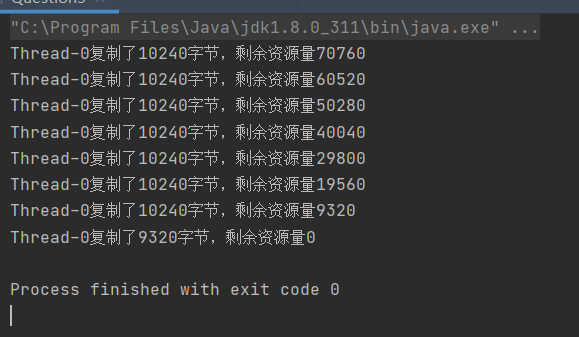 Questions
"C:\Program Files\Java\jdk1.8.0_311\bin\java.exe" ...
Thread-0复制了10240字节，剩余资源量70760
Thread-0复制了10240字节，剩余资源量60520
Thread-0复制了10240字节，剩余资源量50280
Thread-0复制了10240字节，剩余资源量40040
Thread-0复制了10240字节，剩余资源量29800
Thread-0复制了10240字节，剩余资源量19560
Thread-0复制了10240字节，剩余资源量9320
Thread-0复制了9320字节，剩余资源量0
Process finished with exit code 0